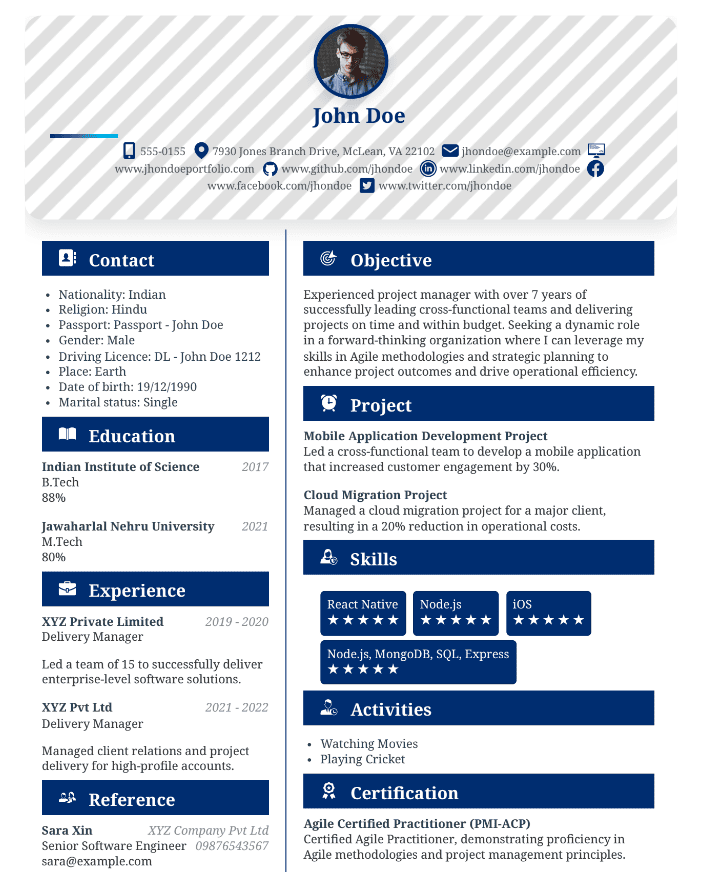 John Doe
555-0155 7930 Jones Branch Drive, McLean, VA 22102 jhondoe@example.com
www.jhondoeportfolio.com www.github.com/jhondoe www.linkedin.com/jhondoe
www.facebook.com/jhondoe www.twitter.com/jhondoe
Contact
• Nationality: Indian
• Religion: Hindu
• Passport: Passport - John Doe
• Gender: Male
• Driving Licence: DL - John Doe 1212
• Place: Earth
• Date of birth: 19/12/1990
• Marital status: Single
Education
Indian Institute of Science 2017
B.Tech
88%
Jawaharlal Nehru University 2021
M.Tech
80%
Experience
XYZ Private Limited 2019 - 2020
Delivery Manager
Led a team of 15 to successfully deliver
enterprise-level software solutions.
XYZ Pvt Ltd 2021 - 2022
Delivery Manager
Managed client relations and project
delivery for high-profile accounts.
Reference
Sara Xin XYZ Company Pvt Ltd
Senior Software Engineer 09876543567
sara@example.com
Objective
Experienced project manager with over 7 years of
successfully leading cross-functional teams and delivering
projects on time and within budget. Seeking a dynamic role
in a forward-thinking organization where I can leverage my
skills in Agile methodologies and strategic planning to
enhance project outcomes and drive operational efficiency.
Project
Mobile Application Development Project
Led a cross-functional team to develop a mobile application
that increased customer engagement by 30%.
Cloud Migration Project
Managed a cloud migration project for a major client,
resulting in a 20% reduction in operational costs.
Skills
React Native Node.js iOS
★★★★★ ★★★★★ ★★★★★
Node.js, MongoDB, SQL, Express
★★★★★
Activities
• Watching Movies
• Playing Cricket
Certification
Agile Certified Practitioner (PMI-ACP)
Certified Agile Practitioner, demonstrating proficiency in
Agile methodologies and project management principles.